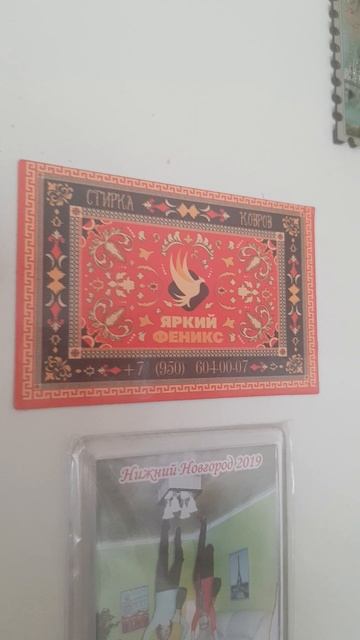 СТИРКА КОВРОВ
ЯРКИЙ
ФЕНИКС
+7 (950) 604-00-07
Нижний Новгород 2019